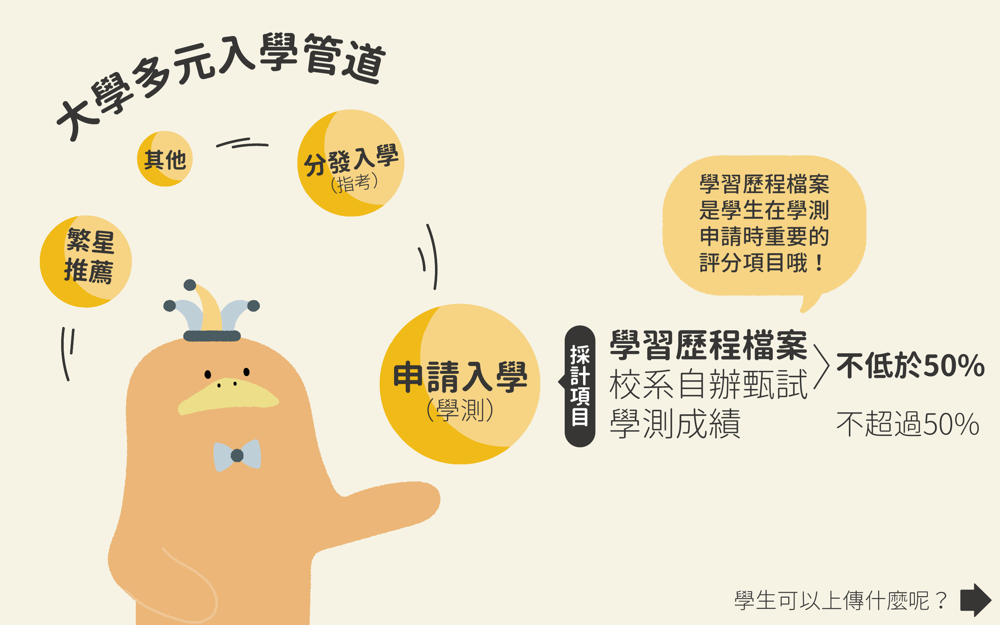 大學多元入學管道
其他
分發入學
（指考）
繁星
推薦
申請入學
（學測）
學習歷程檔案
是學生在學測
申請時重要的
評分項目哦！
採計項目
學習歷程檔案
校系自辦甄試
不低於50%
學測成績
不超過50%
學生可以上傳什麼呢？